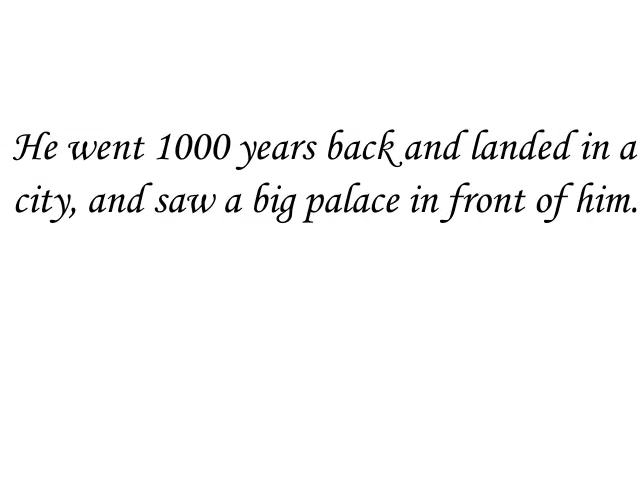 He went 1000 years back and landed in a
city, and saw a big palace in front of him.